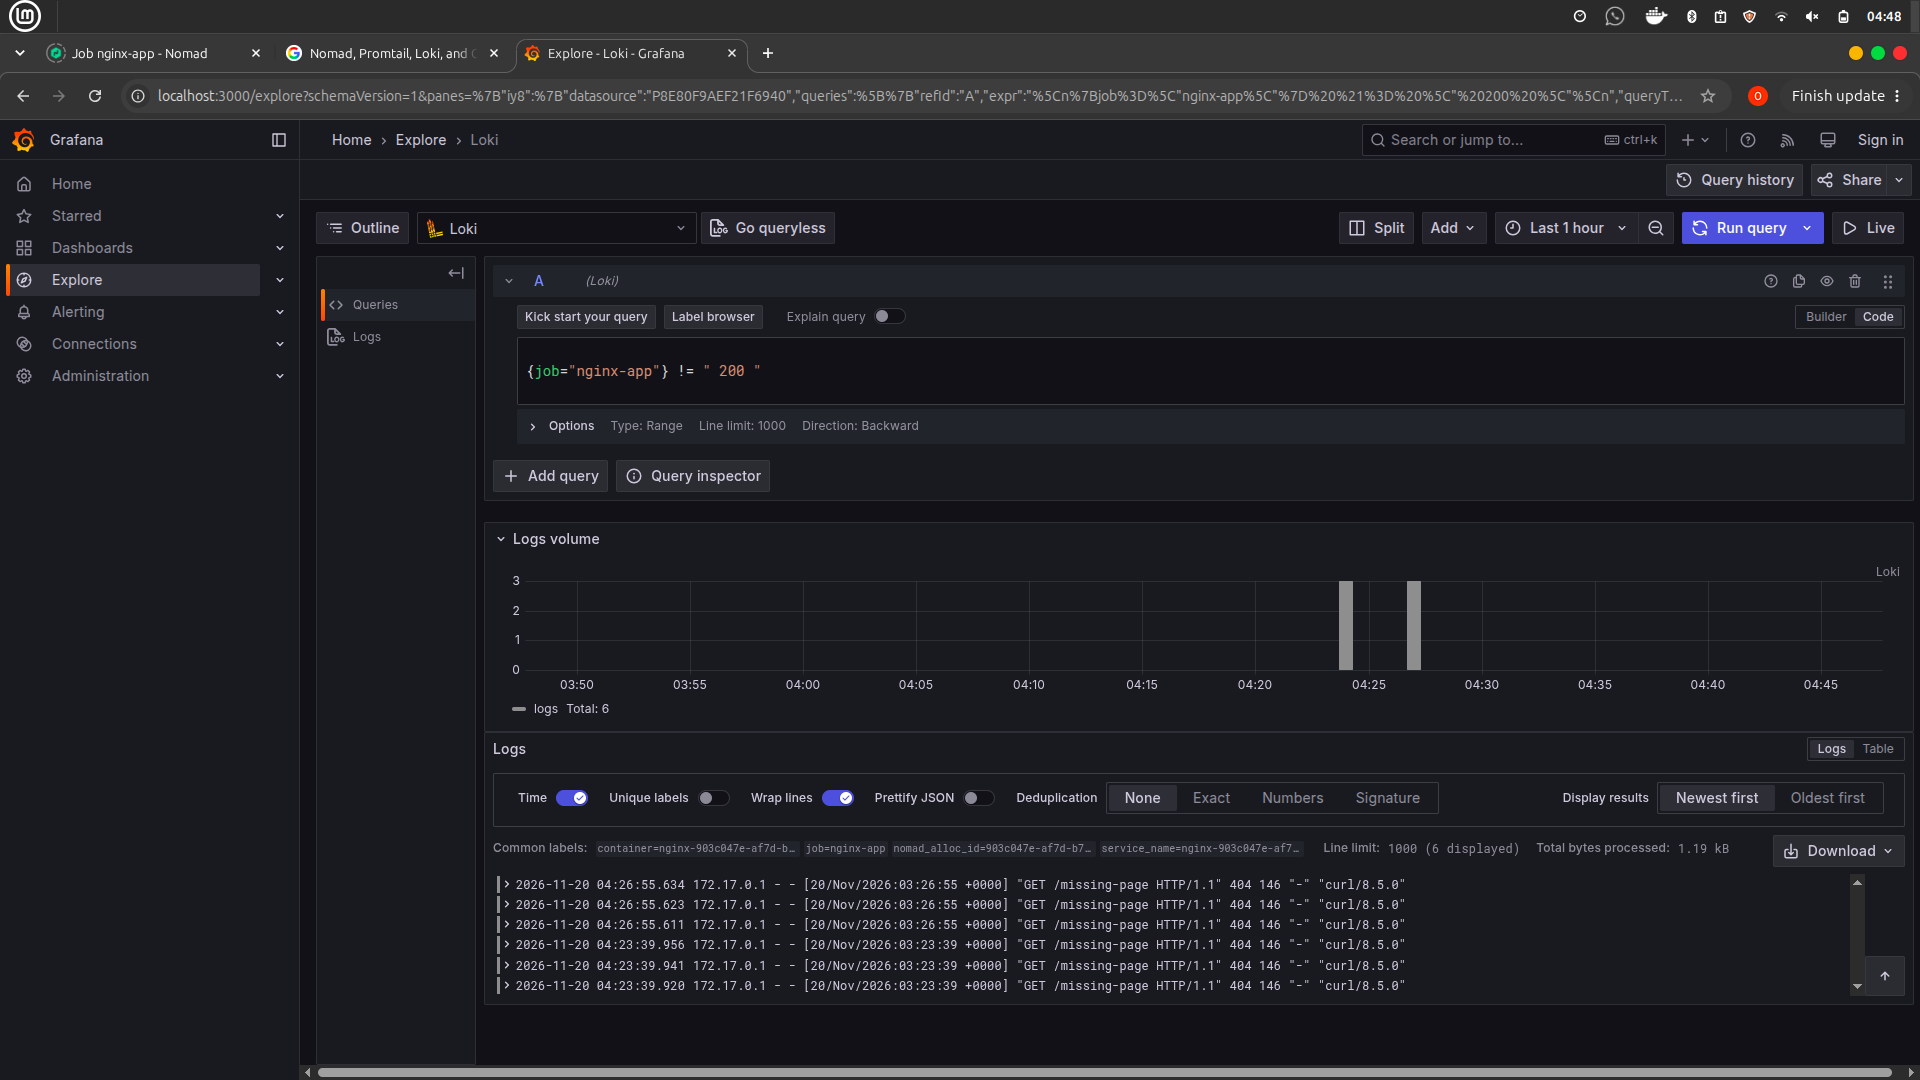 04:48
Job nginx-app - Nomad
Nomad, Promtail, Loki, and
Explore - Loki - Grafana
localhost:3000/explore?schemaVersion=1&panes=%7B"iy8":%7B"datasource":"P8E80F9AEF21F6940","queries":%5B%7B"refId":"A","expr":"%5Cn%7Bjob%3D%5C"nginx-app%5C"%7D%20%21%3D%20%5C"%20200%20%5C"%5Cn","queryT...
O
Finish update
Grafana
Home › Explore › Loki
Search or jump to...
ctrl+k
Sign in
Home
Starred
Dashboards
Explore
Alerting
Connections
Administration
Query history
Share
Outline
Loki
Go queryless
Split
Add
Last 1 hour
Run query
Live
Queries
Logs
A
(Loki)
Kick start your query
Label browser
Explain query
Builder
Code
{job="nginx-app"} != " 200 "
Options Type: Range Line limit: 1000 Direction: Backward
+ Add query
Query inspector
Logs volume
Loki
3
2
1
0
03:50 03:55 04:00 04:05 04:10 04:15 04:20 04:25 04:30 04:35 04:40 04:45
logs Total: 6
Logs
Logs
Table
Time
Unique labels
Wrap lines
Prettify JSON
Deduplication
None
Exact
Numbers
Signature
Display results
Newest first
Oldest first
Common labels: container=nginx-903c047e-af7d-b... job=nginx-app nomad_alloc_id=903c047e-af7d-b7... service_name=nginx-903c047e-af7... Line limit: 1000 (6 displayed) Total bytes processed: 1.19 kB
Download
2026-11-20 04:26:55.634 172.17.0.1 - - [20/Nov/2026:03:26:55 +0000] "GET /missing-page HTTP/1.1" 404 146 "-" "curl/8.5.0"
2026-11-20 04:26:55.623 172.17.0.1 - - [20/Nov/2026:03:26:55 +0000] "GET /missing-page HTTP/1.1" 404 146 "-" "curl/8.5.0"
2026-11-20 04:26:55.611 172.17.0.1 - - [20/Nov/2026:03:26:55 +0000] "GET /missing-page HTTP/1.1" 404 146 "-" "curl/8.5.0"
2026-11-20 04:23:39.956 172.17.0.1 - - [20/Nov/2026:03:23:39 +0000] "GET /missing-page HTTP/1.1" 404 146 "-" "curl/8.5.0"
2026-11-20 04:23:39.941 172.17.0.1 - - [20/Nov/2026:03:23:39 +0000] "GET /missing-page HTTP/1.1" 404 146 "-" "curl/8.5.0"
2026-11-20 04:23:39.920 172.17.0.1 - - [20/Nov/2026:03:23:39 +0000] "GET /missing-page HTTP/1.1" 404 146 "-" "curl/8.5.0"